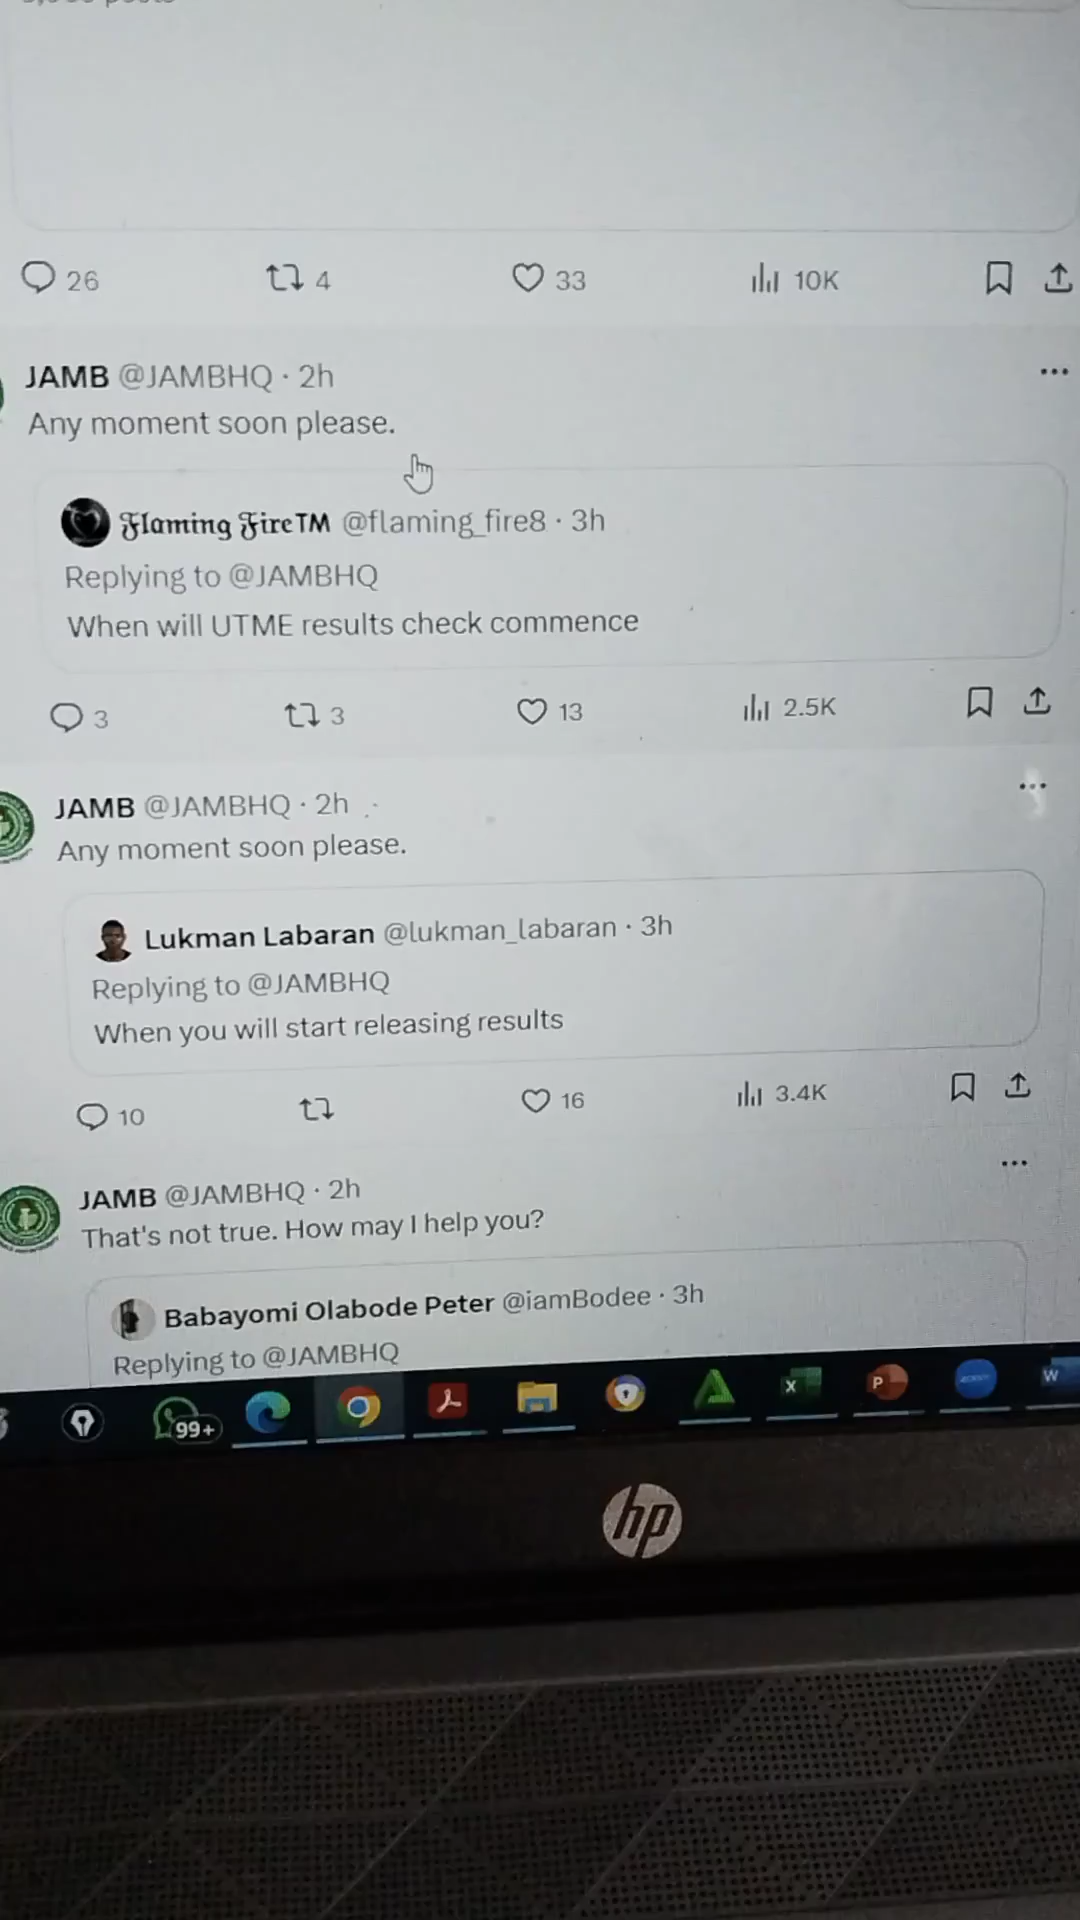 posts
26 4 33 10K
JAMB @JAMBHQ · 2h
Any moment soon please.
Flaming Fire™ @flaming_fire8 · 3h
Replying to @JAMBHQ
When will UTME results check commence
3 3 13 2.5K
JAMB @JAMBHQ · 2h
Any moment soon please.
Lukman Labaran @lukman_labaran · 3h
Replying to @JAMBHQ
When you will start releasing results
10 16 3.4K
JAMB @JAMBHQ · 2h
That's not true. How may I help you?
Babayomi Olabode Peter @iamBodee · 3h
Replying to @JAMBHQ
99+ X P W
hp